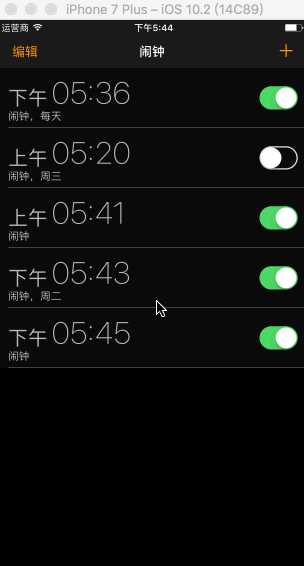 iPhone 7 Plus – iOS 10.2 (14C89)
运营商 下午5:44
编辑 闹钟 +
下午 05:36
闹钟，每天
上午 05:20
闹钟，周三
上午 05:41
闹钟
下午 05:43
闹钟，周二
下午 05:45
闹钟